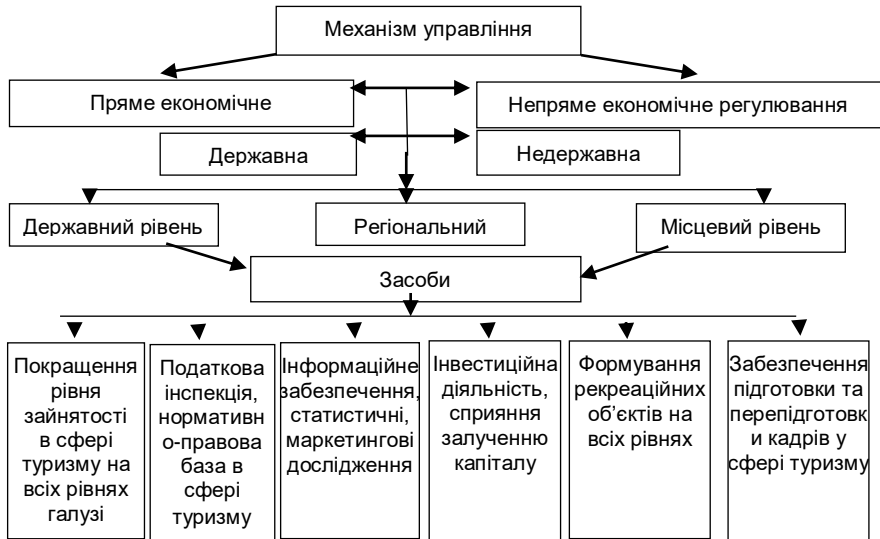 Механізм управління
Пряме економічне
Непряме економічне регулювання
Державна
Недержавна
Державний рівень
Регіональний
Місцевий рівень
Засоби
Покращення
рівня
зайнятості
в сфері
туризму на
всіх рівнях
галузі
Податкова
інспекція,
нормативн
о-правова
база в
сфері
туризму
Інформаційне
забезпечення,
статистичні,
маркетингові
дослідження
Інвестиційна
діяльність,
сприяння
залученню
капіталу
Формування
рекреаційних
об’єктів на
всіх рівнях
Забезпечення
підготовки та
перепідготовк
и кадрів у
сфері туризму